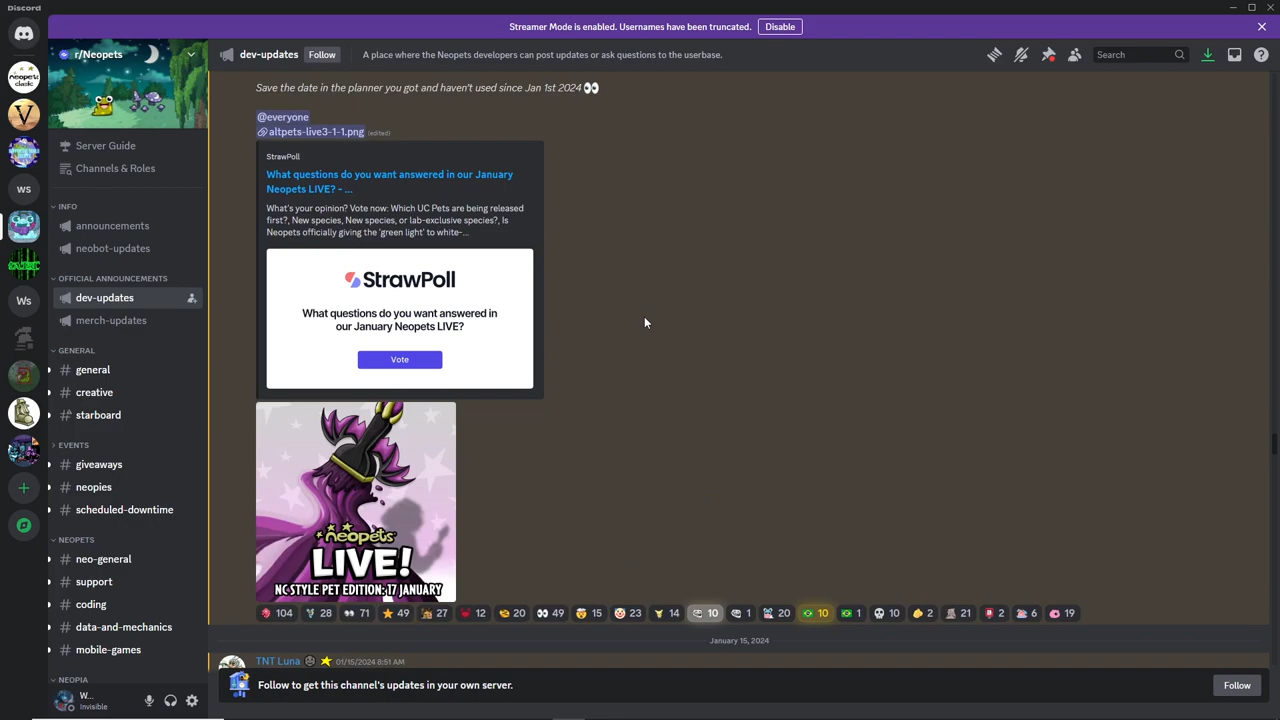 Discord
Streamer Mode is enabled. Usernames have been truncated.
Disable
r/Neopets
dev-updates
Follow
A place where the Neopets developers can post updates or ask questions to the userbase.
Search
neopets
classic
V
ws
Ws
Server Guide
Channels & Roles
INFO
announcements
neobot-updates
OFFICIAL ANNOUNCEMENTS
dev-updates
merch-updates
GENERAL
general
creative
starboard
EVENTS
giveaways
neopies
scheduled-downtime
NEOPETS
neo-general
support
coding
data-and-mechanics
mobile-games
NEOPIA
W...
Invisible
Save the date in the planner you got and haven't used since Jan 1st 2024
@everyone
altpets-live3-1-1.png (edited)
StrawPoll
What questions do you want answered in our January
Neopets LIVE? - ...
What's your opinion? Vote now: Which UC Pets are being released
first?, New species, New species, or lab-exclusive species?, Is
Neopets officially giving the 'green light' to white-...
StrawPoll
What questions do you want answered in
our January Neopets LIVE?
Vote
neopets
LIVE!
NC STYLE PET EDITION: 17 JANUARY
104 28 71 49 27 12 20 49 15 23 14 10 1 20 10 1 10 2 21 2 6 19
January 15, 2024
TNT Luna 01/15/2024 8:51 AM
Follow to get this channel's updates in your own server.
Follow